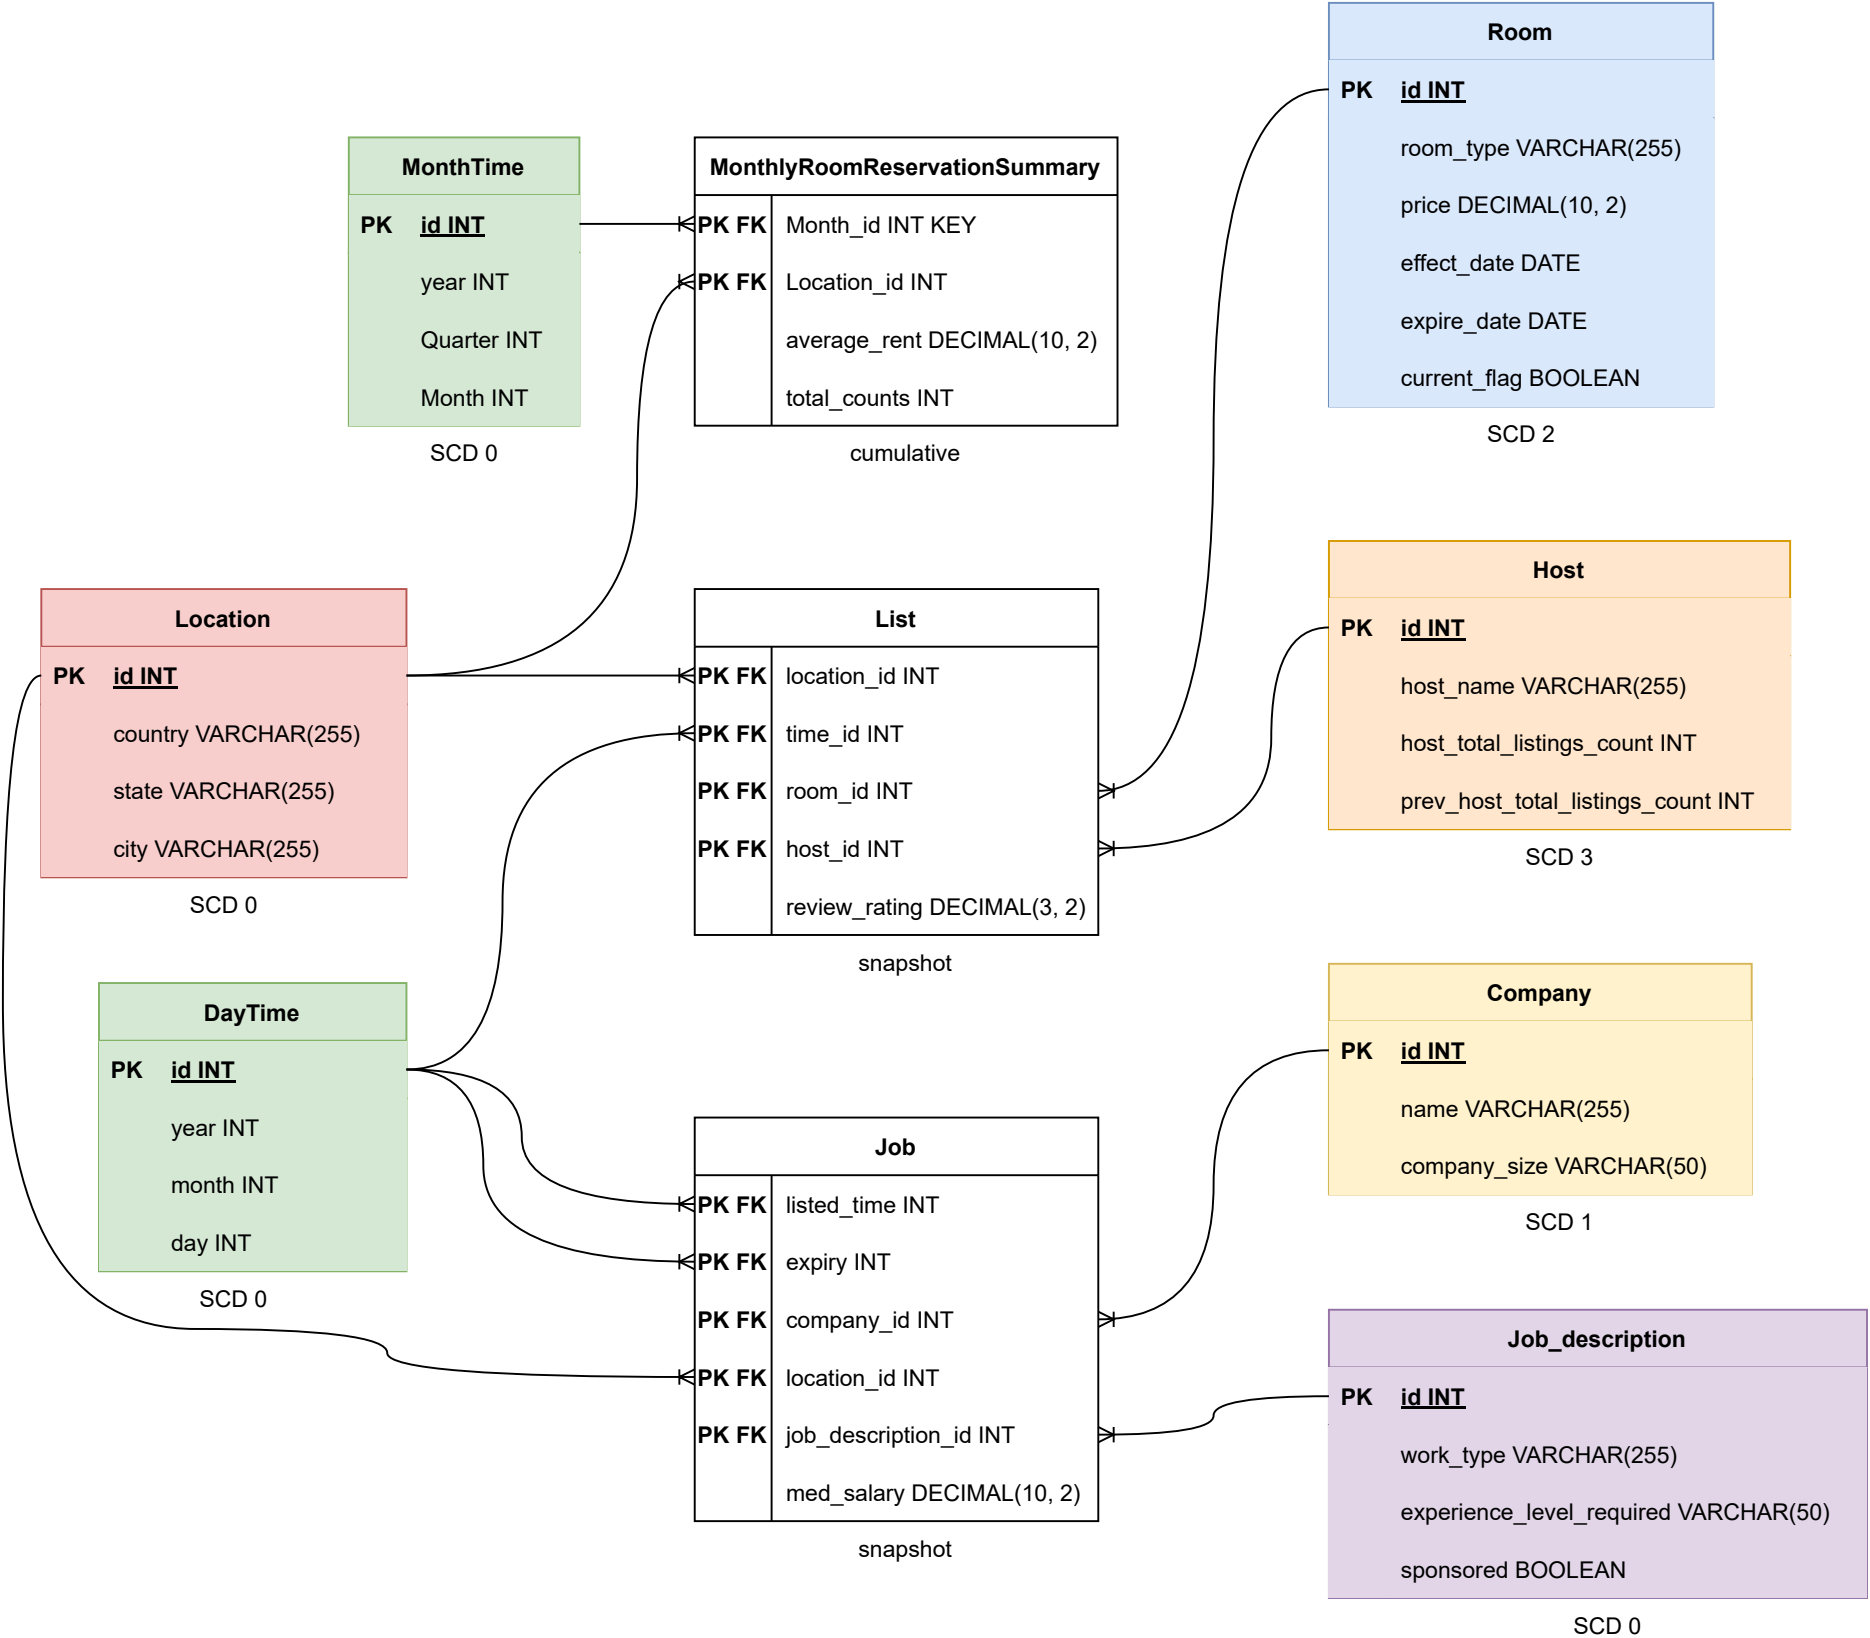 Room
PK id INT
room_type VARCHAR(255)
price DECIMAL(10, 2)
effect_date DATE
expire_date DATE
current_flag BOOLEAN
SCD 2
MonthTime
PK id INT
year INT
Quarter INT
Month INT
SCD 0
MonthlyRoomReservationSummary
PK FK Month_id INT KEY
PK FK Location_id INT
average_rent DECIMAL(10, 2)
total_counts INT
cumulative
Host
PK id INT
host_name VARCHAR(255)
host_total_listings_count INT
prev_host_total_listings_count INT
SCD 3
Location
PK id INT
country VARCHAR(255)
state VARCHAR(255)
city VARCHAR(255)
SCD 0
List
PK FK location_id INT
PK FK time_id INT
PK FK room_id INT
PK FK host_id INT
review_rating DECIMAL(3, 2)
snapshot
Company
PK id INT
name VARCHAR(255)
company_size VARCHAR(50)
SCD 1
DayTime
PK id INT
year INT
month INT
day INT
SCD 0
Job
PK FK listed_time INT
PK FK expiry INT
PK FK company_id INT
PK FK location_id INT
PK FK job_description_id INT
med_salary DECIMAL(10, 2)
snapshot
Job_description
PK id INT
work_type VARCHAR(255)
experience_level_required VARCHAR(50)
sponsored BOOLEAN
SCD 0